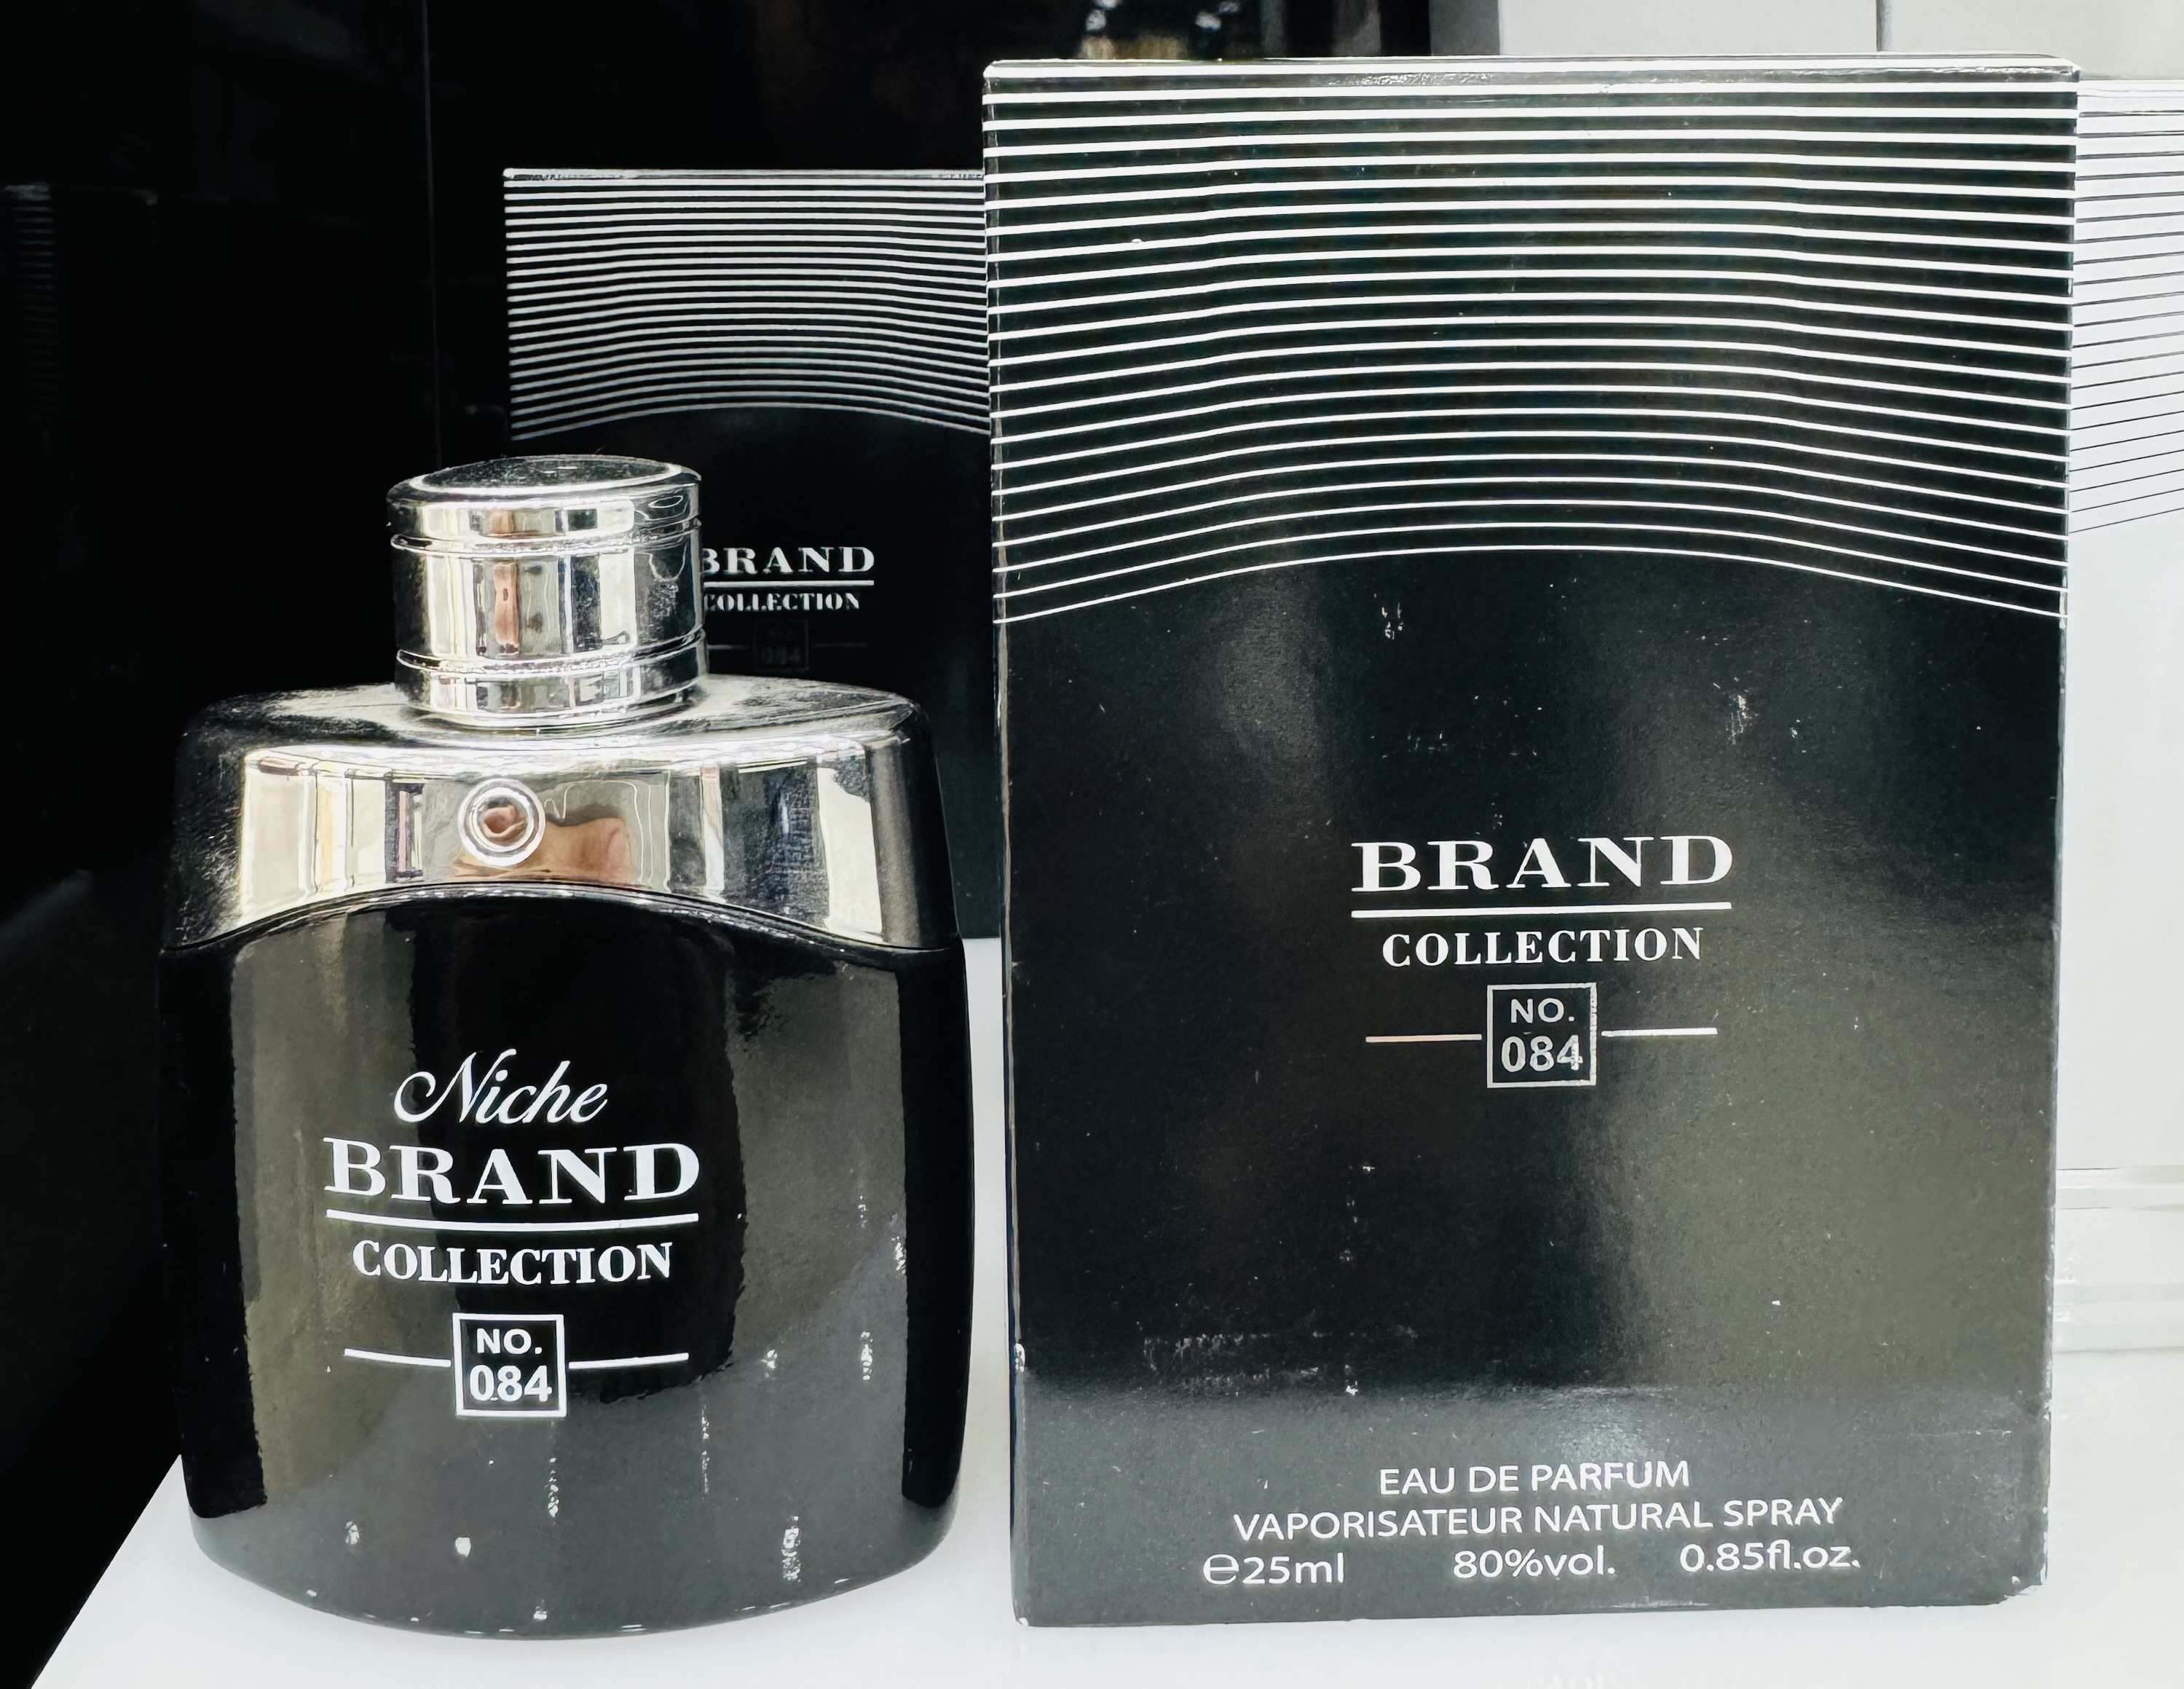 Niche
BRAND
COLLECTION
NO.
084
BRAND
COLLECTION
084
BRAND
COLLECTION
NO.
084
EAU DE PARFUM
VAPORISATEUR NATURAL SPRAY
℮25ml 80%vol. 0.85fl.oz.